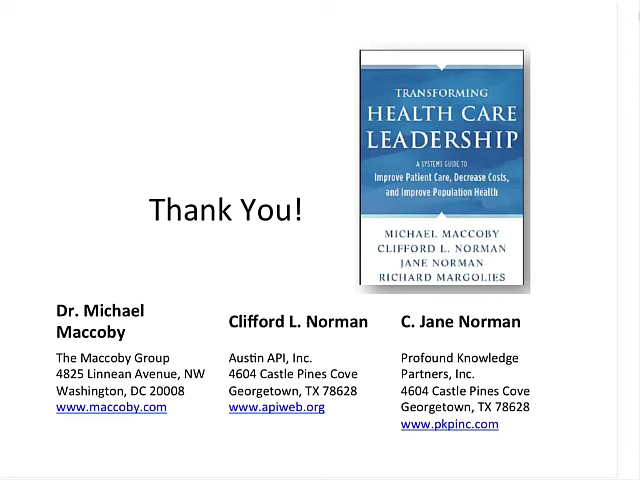 TRANSFORMING
HEALTH CARE
LEADERSHIP
A SYSTEMS GUIDE TO
Improve Patient Care, Decrease Costs,
and Improve Population Health
MICHAEL MACCOBY
CLIFFORD L. NORMAN
JANE NORMAN
RICHARD MARGOLIES
Thank You!
Dr. Michael
Maccoby
The Maccoby Group
4825 Linnean Avenue, NW
Washington, DC 20008
www.maccoby.com
Clifford L. Norman
Austin API, Inc.
4604 Castle Pines Cove
Georgetown, TX 78628
www.apiweb.org
C. Jane Norman
Profound Knowledge
Partners, Inc.
4604 Castle Pines Cove
Georgetown, TX 78628
www.pkpinc.com